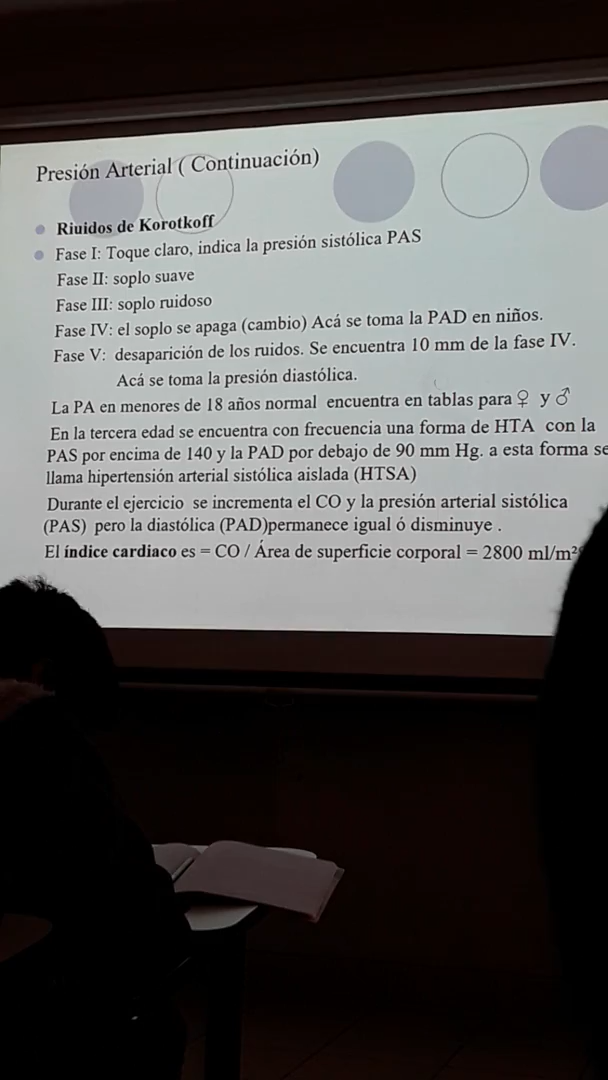 Presión Arterial ( Continuación)
Riuidos de Korotkoff
Fase I: Toque claro, indica la presión sistólica PAS
Fase II: soplo suave
Fase III: soplo ruidoso
Fase IV: el soplo se apaga (cambio) Acá se toma la PAD en niños.
Fase V: desaparición de los ruidos. Se encuentra 10 mm de la fase IV.
Acá se toma la presión diastólica.
La PA en menores de 18 años normal encuentra en tablas para ♀ y ♂
En la tercera edad se encuentra con frecuencia una forma de HTA con la
PAS por encima de 140 y la PAD por debajo de 90 mm Hg. a esta forma se
llama hipertensión arterial sistólica aislada (HTSA)
Durante el ejercicio se incrementa el CO y la presión arterial sistólica
(PAS) pero la diastólica (PAD)permanece igual ó disminuye .
El índice cardiaco es = CO / Área de superficie corporal = 2800 ml/m²